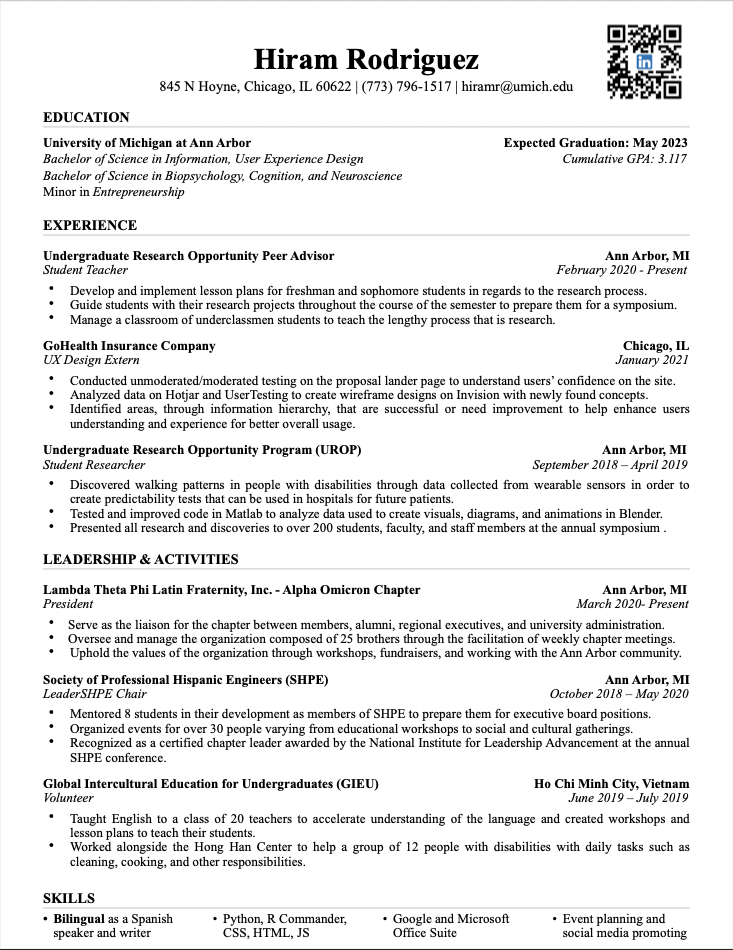 Hiram Rodriguez
845 N Hoyne, Chicago, IL 60622 | (773) 796-1517 | hiramr@umich.edu
in
EDUCATION
University of Michigan at Ann Arbor Expected Graduation: May 2023
Bachelor of Science in Information, User Experience Design Cumulative GPA: 3.117
Bachelor of Science in Biopsychology, Cognition, and Neuroscience
Minor in Entrepreneurship
EXPERIENCE
Undergraduate Research Opportunity Peer Advisor Ann Arbor, MI
Student Teacher February 2020 - Present
• Develop and implement lesson plans for freshman and sophomore students in regards to the research process.
• Guide students with their research projects throughout the course of the semester to prepare them for a symposium.
• Manage a classroom of underclassmen students to teach the lengthy process that is research.
GoHealth Insurance Company Chicago, IL
UX Design Extern January 2021
• Conducted unmoderated/moderated testing on the proposal lander page to understand users' confidence on the site.
• Analyzed data on Hotjar and UserTesting to create wireframe designs on Invision with newly found concepts.
• Identified areas, through information hierarchy, that are successful or need improvement to help enhance users
understanding and experience for better overall usage.
Undergraduate Research Opportunity Program (UROP) Ann Arbor, MI
Student Researcher September 2018 – April 2019
• Discovered walking patterns in people with disabilities through data collected from wearable sensors in order to
create predictability tests that can be used in hospitals for future patients.
• Tested and improved code in Matlab to analyze data used to create visuals, diagrams, and animations in Blender.
• Presented all research and discoveries to over 200 students, faculty, and staff members at the annual symposium .
LEADERSHIP & ACTIVITIES
Lambda Theta Phi Latin Fraternity, Inc. - Alpha Omicron Chapter Ann Arbor, MI
President March 2020- Present
• Serve as the liaison for the chapter between members, alumni, regional executives, and university administration.
• Oversee and manage the organization composed of 25 brothers through the facilitation of weekly chapter meetings.
• Uphold the values of the organization through workshops, fundraisers, and working with the Ann Arbor community.
Society of Professional Hispanic Engineers (SHPE) Ann Arbor, MI
LeaderSHPE Chair October 2018 – May 2020
• Mentored 8 students in their development as members of SHPE to prepare them for executive board positions.
• Organized events for over 30 people varying from educational workshops to social and cultural gatherings.
• Recognized as a certified chapter leader awarded by the National Institute for Leadership Advancement at the annual
SHPE conference.
Global Intercultural Education for Undergraduates (GIEU) Ho Chi Minh City, Vietnam
Volunteer June 2019 – July 2019
• Taught English to a class of 20 teachers to accelerate understanding of the language and created workshops and
lesson plans to teach their students.
• Worked alongside the Hong Han Center to help a group of 12 people with disabilities with daily tasks such as
cleaning, cooking, and other responsibilities.
SKILLS
• Bilingual as a Spanish • Python, R Commander, • Google and Microsoft • Event planning and
speaker and writer CSS, HTML, JS Office Suite social media promoting